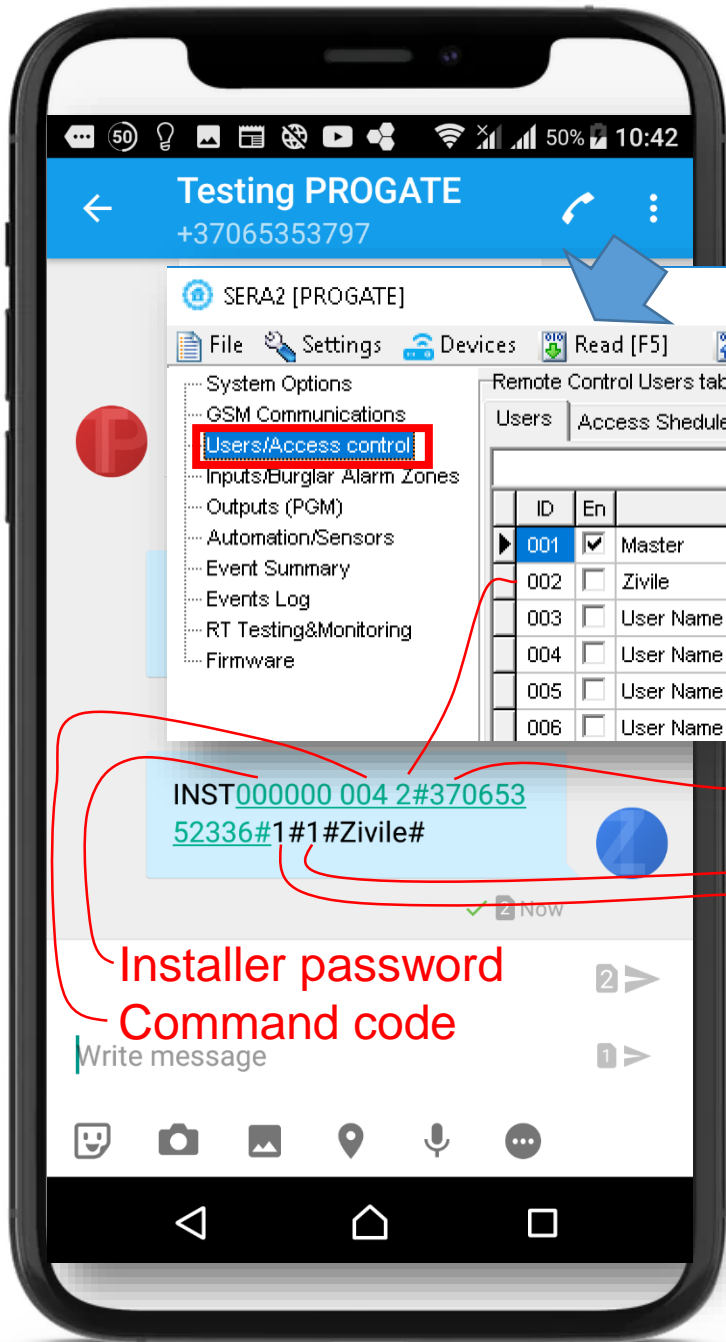 50 50% 10:42
Testing PROGATE
+37065353797
SERA2 [PROGATE]
File Settings Devices Read [F5]
System Options
GSM Communications
Users/Access control
Inputs/Burglar Alarm Zones
Outputs (PGM)
Automation/Sensors
Event Summary
Events Log
RT Testing&Monitoring
Firmware
Remote Control Users tab
Users Access Shedule
ID En
001 Master
002 Zivile
003 User Name
004 User Name
005 User Name
006 User Name
INST000000 004 2#370653
52336#1#1#Zivile#
2 Now
Installer password
2
Command code
Write message
1